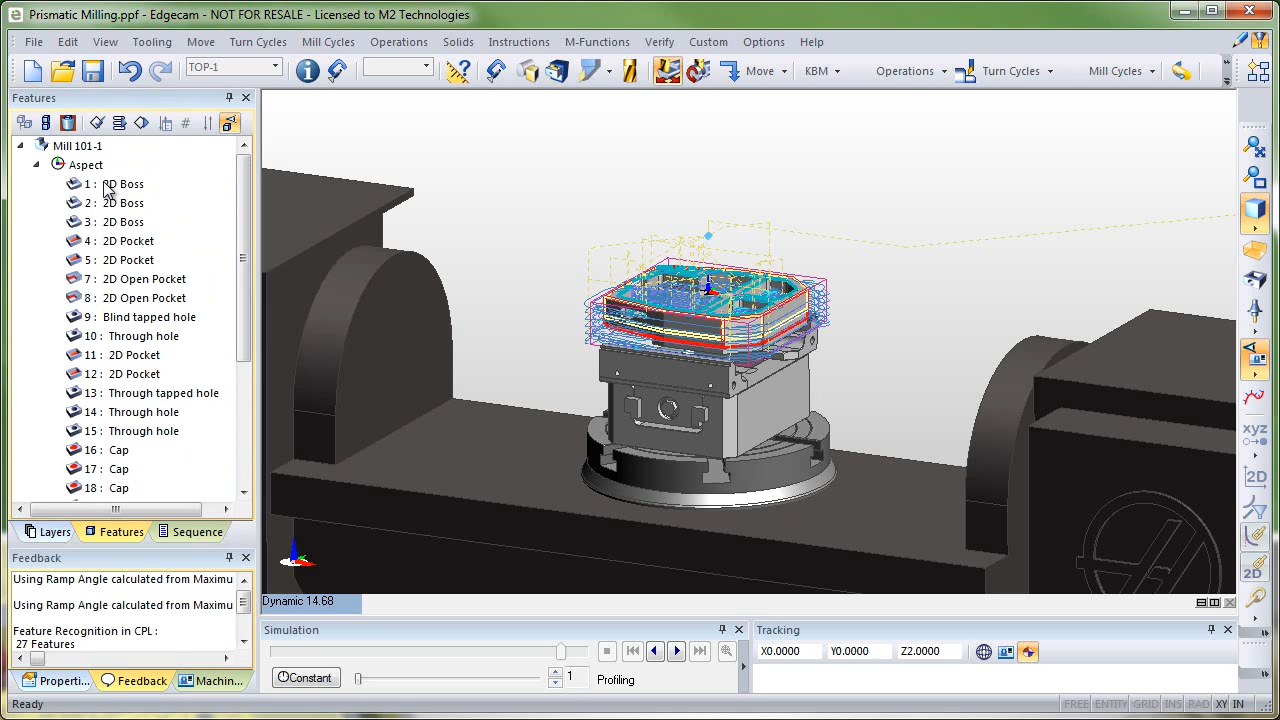 Prismatic Milling.ppf - Edgecam - NOT FOR RESALE - Licensed to M2 Technologies
File Edit View Tooling Move Turn Cycles Mill Cycles Operations Solids Instructions M-Functions Verify Custom Options Help
TOP-1 Move KBM Operations Turn Cycles Mill Cycles
Features
Mill 101-1
Aspect
1 : 2D Boss
2 : 2D Boss
3 : 2D Boss
4 : 2D Pocket
5 : 2D Pocket
7 : 2D Open Pocket
8 : 2D Open Pocket
9 : Blind tapped hole
10 : Through hole
11 : 2D Pocket
12 : 2D Pocket
13 : Through tapped hole
14 : Through hole
15 : Through hole
16 : Cap
17 : Cap
18 : Cap
Layers Features Sequence
Feedback
Using Ramp Angle calculated from Maximu
Using Ramp Angle calculated from Maximu
Feature Recognition in CPL :
27 Features
Properti... Feedback Machin...
xyz
2D
2D
Dynamic 14.68
Simulation
Constant 1 Profiling
Tracking
X0.0000 Y0.0000 Z2.0000
Ready
FREE ENTITY GRID INS RAD XY IN